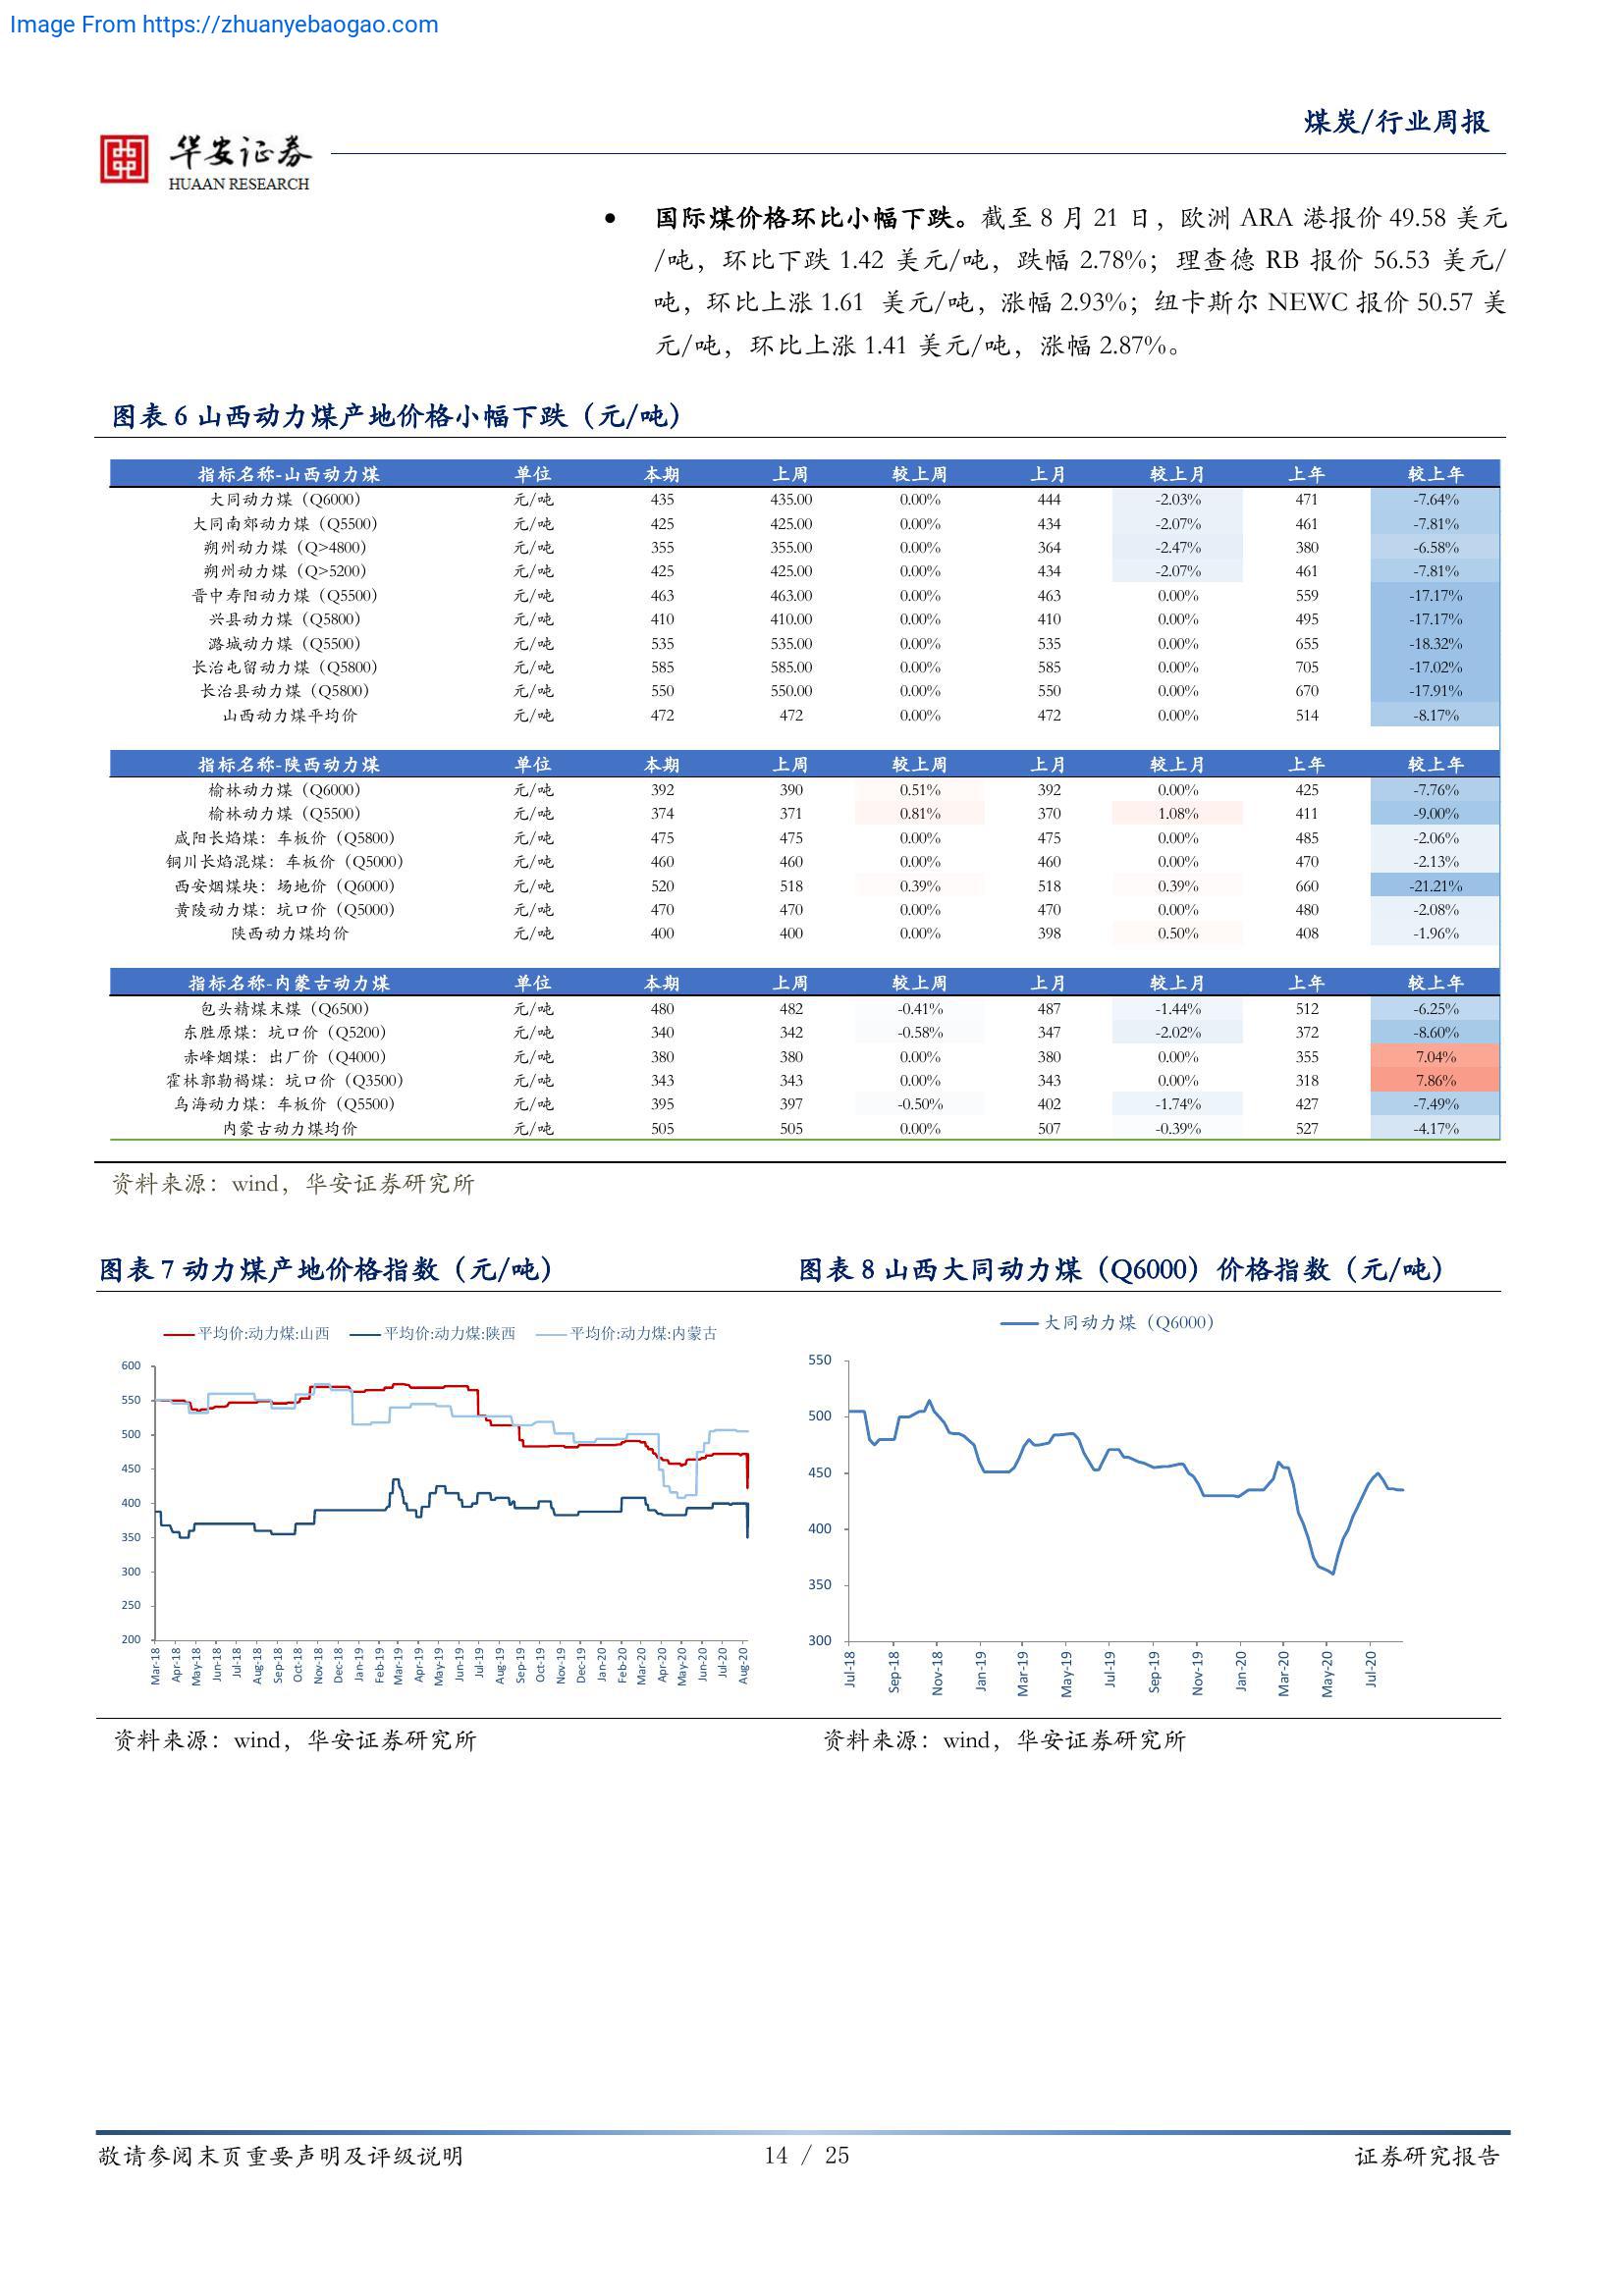 Image From https://zhuanyebaogao.com
煤炭/行业周报
华安证券
HUAAN RESEARCH
• 国际煤价格环比小幅下跌。截至 8 月 21 日，欧洲 ARA 港报价 49.58 美元
/吨，环比下跌 1.42 美元/吨，跌幅 2.78%；理查德 RB 报价 56.53 美元/
吨，环比上涨 1.61 美元/吨，涨幅 2.93%；纽卡斯尔 NEWC 报价 50.57 美
元/吨，环比上涨 1.41 美元/吨，涨幅 2.87%。
图表 6 山西动力煤产地价格小幅下跌（元/吨）
指标名称-山西动力煤 单位 本期 上周 较上周 上月 较上月 上年 较上年
大同动力煤（Q6000） 元/吨 435 435.00 0.00% 444 -2.03% 471 -7.64%
大同南郊动力煤（Q5500） 元/吨 425 425.00 0.00% 434 -2.07% 461 -7.81%
朔州动力煤（Q>4800） 元/吨 355 355.00 0.00% 364 -2.47% 380 -6.58%
朔州动力煤（Q>5200） 元/吨 425 425.00 0.00% 434 -2.07% 461 -7.81%
晋中寿阳动力煤（Q5500） 元/吨 463 463.00 0.00% 463 0.00% 559 -17.17%
兴县动力煤（Q5800） 元/吨 410 410.00 0.00% 410 0.00% 495 -17.17%
潞城动力煤（Q5500） 元/吨 535 535.00 0.00% 535 0.00% 655 -18.32%
长治屯留动力煤（Q5800） 元/吨 585 585.00 0.00% 585 0.00% 705 -17.02%
长治县动力煤（Q5800） 元/吨 550 550.00 0.00% 550 0.00% 670 -17.91%
山西动力煤平均价 元/吨 472 472 0.00% 472 0.00% 514 -8.17%
指标名称-陕西动力煤 单位 本期 上周 较上周 上月 较上月 上年 较上年
榆林动力煤（Q6000） 元/吨 392 390 0.51% 392 0.00% 425 -7.76%
榆林动力煤（Q5500） 元/吨 374 371 0.81% 370 1.08% 411 -9.00%
咸阳长焰煤：车板价（Q5800） 元/吨 475 475 0.00% 475 0.00% 485 -2.06%
铜川长焰混煤：车板价（Q5000） 元/吨 460 460 0.00% 460 0.00% 470 -2.13%
西安烟煤块：场地价（Q6000） 元/吨 520 518 0.39% 518 0.39% 660 -21.21%
黄陵动力煤：坑口价（Q5000） 元/吨 470 470 0.00% 470 0.00% 480 -2.08%
陕西动力煤均价 元/吨 400 400 0.00% 398 0.50% 408 -1.96%
指标名称-内蒙古动力煤 单位 本期 上周 较上周 上月 较上月 上年 较上年
包头精煤末煤（Q6500） 元/吨 480 482 -0.41% 487 -1.44% 512 -6.25%
东胜原煤：坑口价（Q5200） 元/吨 340 342 -0.58% 347 -2.02% 372 -8.60%
赤峰烟煤：出厂价（Q4000） 元/吨 380 380 0.00% 380 0.00% 355 7.04%
霍林郭勒褐煤：坑口价（Q3500） 元/吨 343 343 0.00% 343 0.00% 318 7.86%
乌海动力煤：车板价（Q5500） 元/吨 395 397 -0.50% 402 -1.74% 427 -7.49%
内蒙古动力煤均价 元/吨 505 505 0.00% 507 -0.39% 527 -4.17%
资料来源：wind，华安证券研究所
图表 7 动力煤产地价格指数（元/吨）
平均价:动力煤:山西 平均价:动力煤:陕西 平均价:动力煤:内蒙古
600
550
500
450
400
350
300
250
200
Mar-18 Apr-18 May-18 Jun-18 Jul-18 Aug-18 Sep-18 Oct-18 Nov-18 Dec-18 Jan-19 Feb-19 Mar-19 Apr-19 May-19 Jun-19 Jul-19 Aug-19 Sep-19 Oct-19 Nov-19 Dec-19 Jan-20 Feb-20 Mar-20 Apr-20 May-20 Jun-20 Jul-20 Aug-20
资料来源：wind，华安证券研究所
图表 8 山西大同动力煤（Q6000）价格指数（元/吨）
大同动力煤（Q6000）
550
500
450
400
350
300
Jul-18 Sep-18 Nov-18 Jan-19 Mar-19 May-19 Jul-19 Sep-19 Nov-19 Jan-20 Mar-20 May-20 Jul-20
资料来源：wind，华安证券研究所
敬请参阅末页重要声明及评级说明 14 / 25 证券研究报告